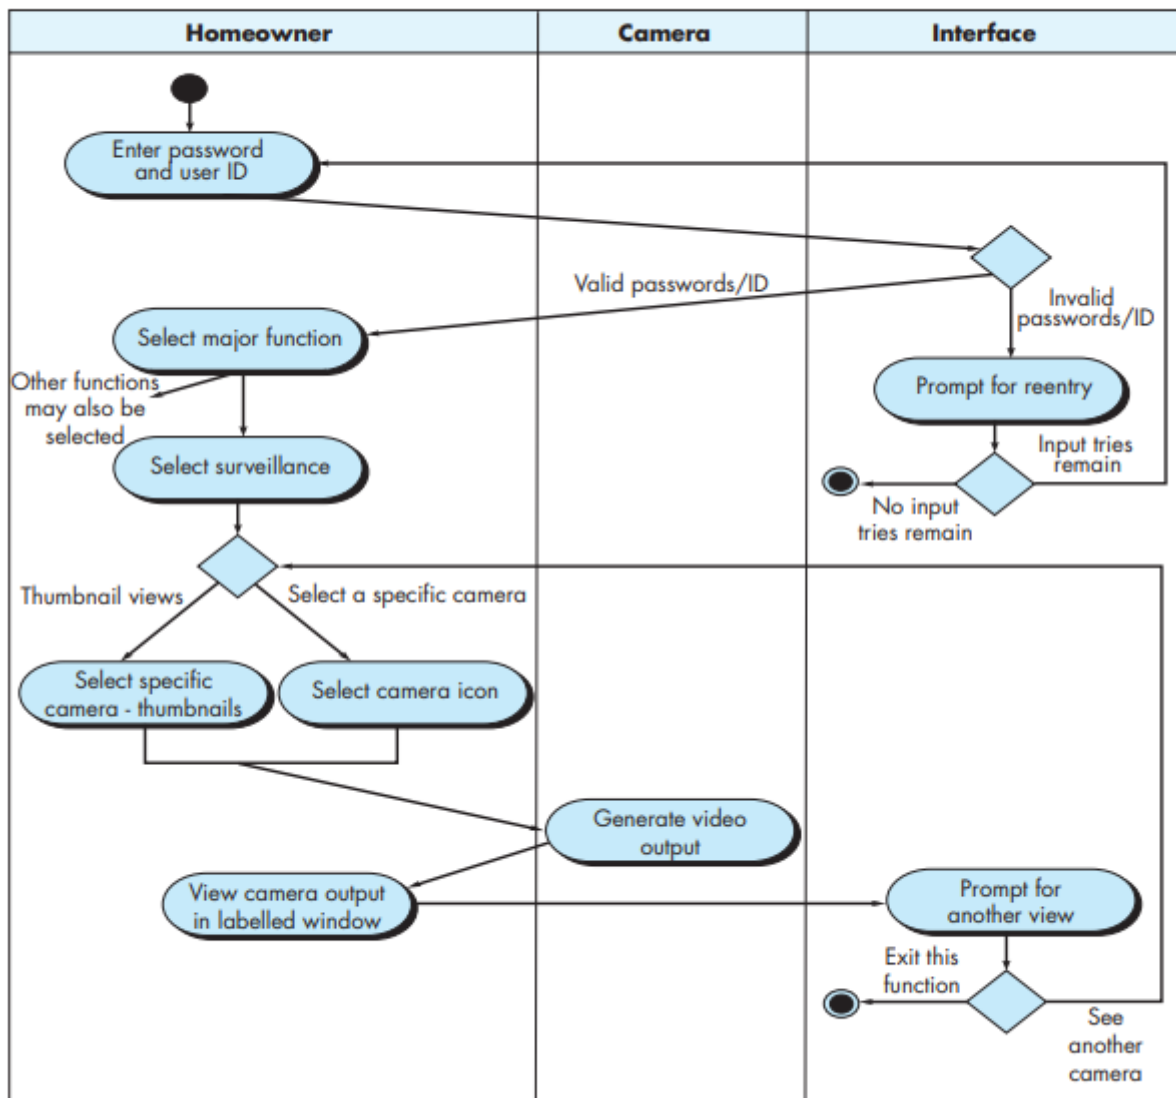 Homeowner
Camera
Interface
Enter password
and user ID
Valid passwords/ID
Invalid
passwords/ID
Select major function
Other functions
may also be
selected
Prompt for reentry
Select surveillance
Input tries
remain
No input
tries remain
Thumbnail views
Select a specific camera
Select specific
camera - thumbnails
Select camera icon
Generate video
output
View camera output
in labelled window
Prompt for
another view
Exit this
function
See
another
camera